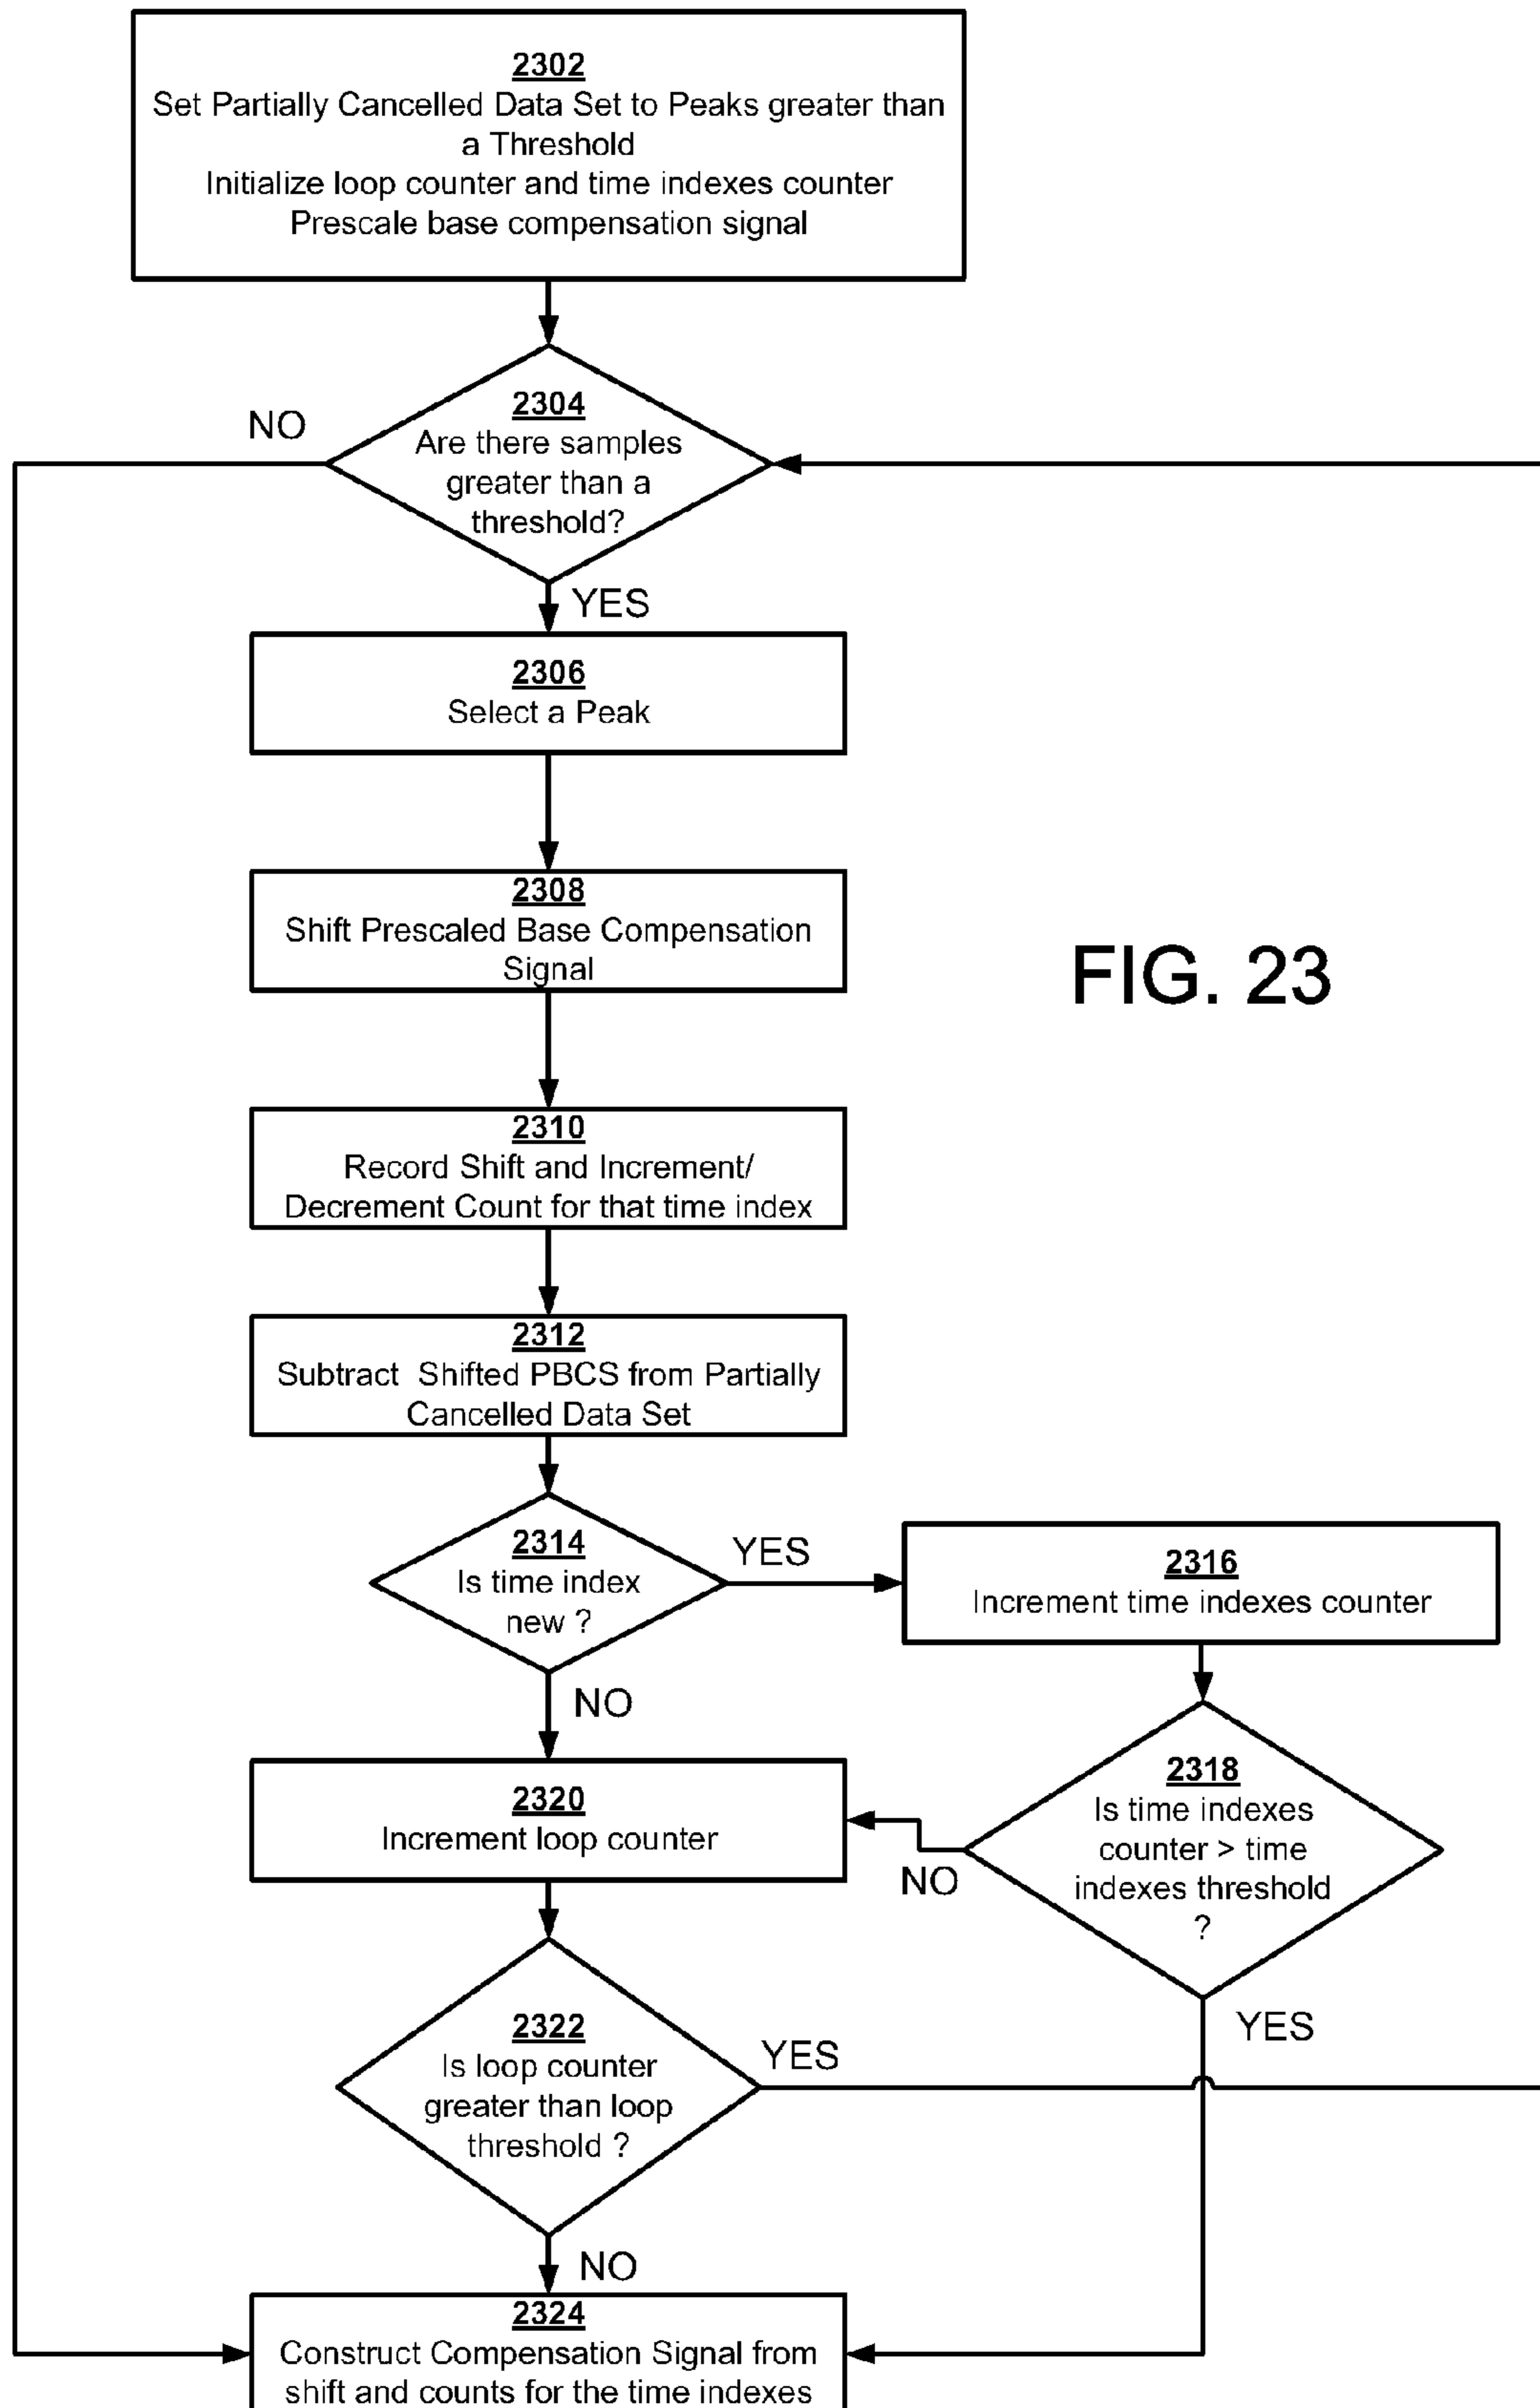 2302
Set Partially Cancelled Data Set to Peaks greater than
a Threshold
Initialize loop counter and time indexes counter
Prescale base compensation signal
NO
2304
Are there samples
greater than a
threshold?
YES
2306
Select a Peak
2308
Shift Prescaled Base Compensation
Signal
FIG. 23
2310
Record Shift and Increment/
Decrement Count for that time index
2312
Subtract Shifted PBCS from Partially
Cancelled Data Set
2314
Is time index
new ?
YES
2316
Increment time indexes counter
NO
2320
Increment loop counter
2318
Is time indexes
counter > time
indexes threshold
?
NO
YES
2322
Is loop counter
greater than loop
threshold ?
YES
NO
2324
Construct Compensation Signal from
shift and counts for the time indexes